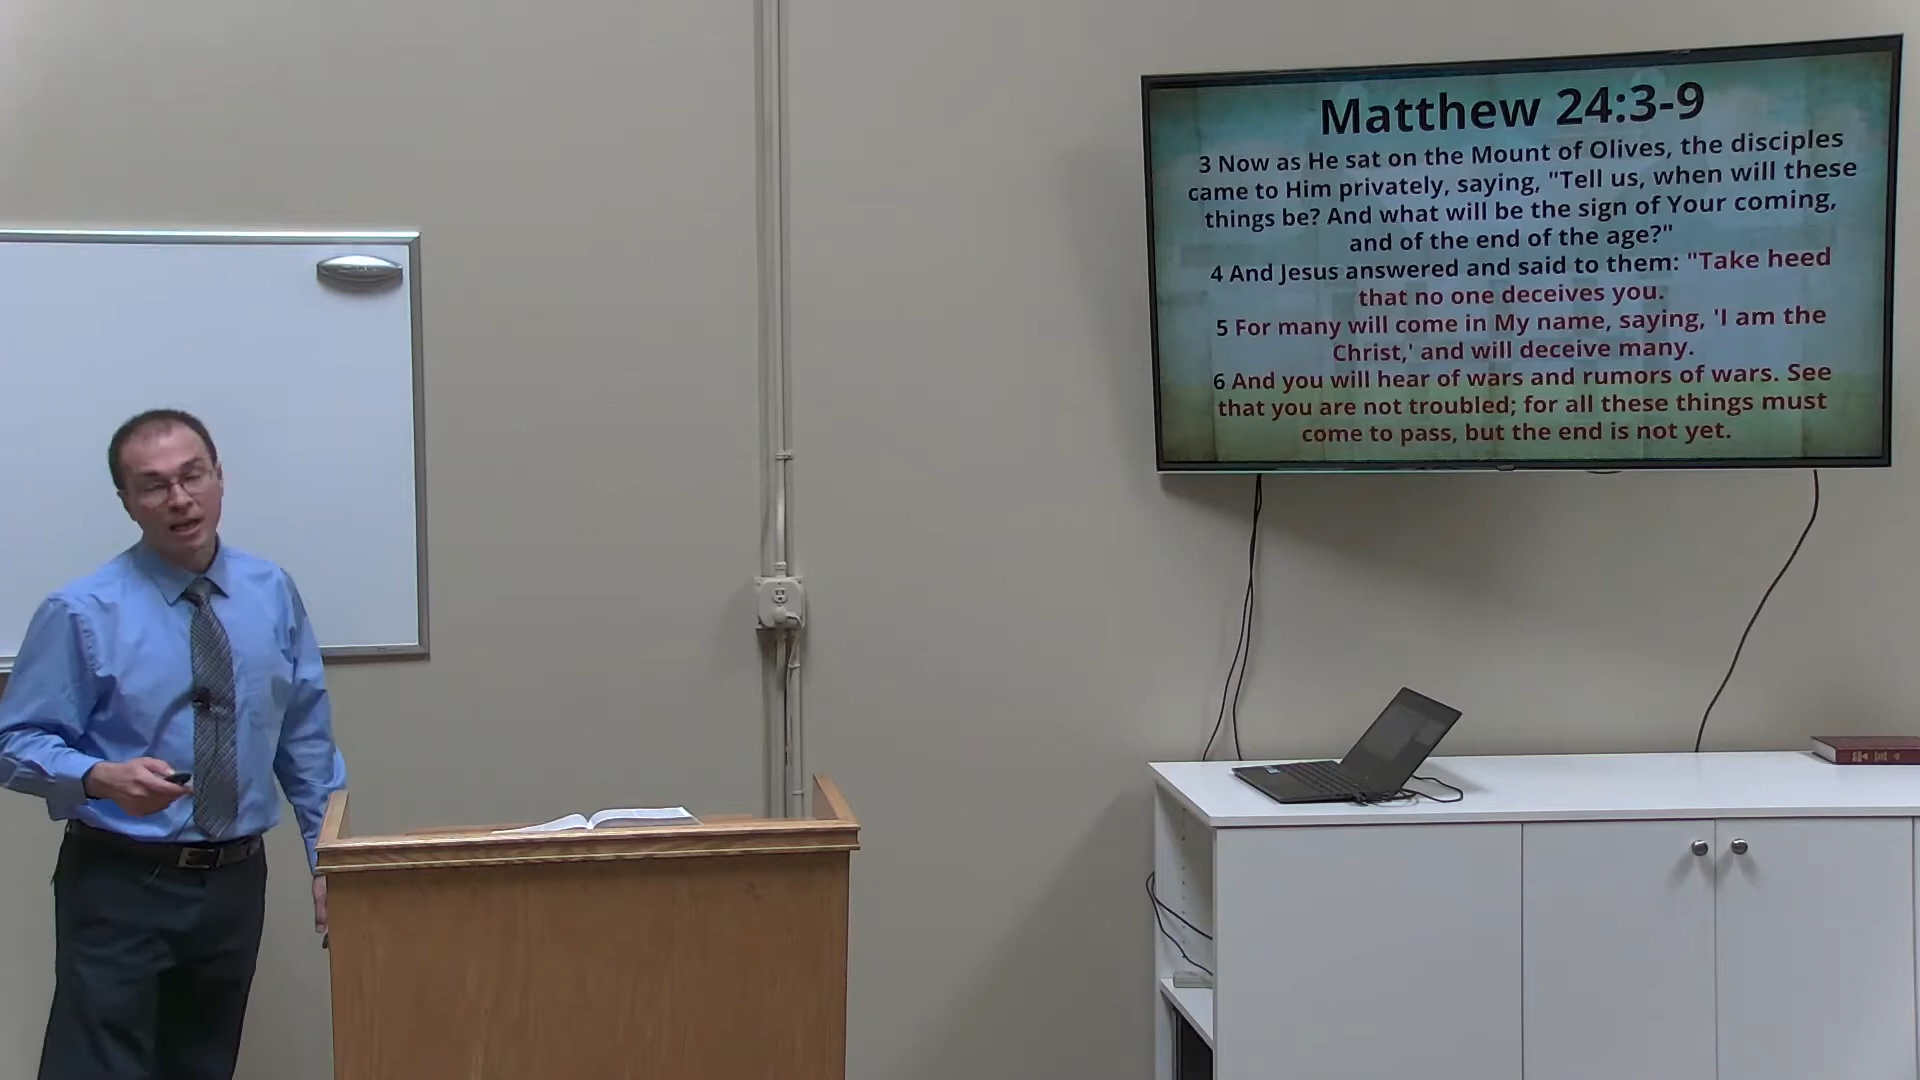 Matthew 24:3-9
3 Now as He sat on the Mount of Olives, the disciples
came to Him privately, saying, "Tell us, when will these
things be? And what will be the sign of Your coming,
and of the end of the age?"
4 And Jesus answered and said to them: "Take heed
that no one deceives you.
5 For many will come in My name, saying, 'I am the
Christ,' and will deceive many.
6 And you will hear of wars and rumors of wars. See
that you are not troubled; for all these things must
come to pass, but the end is not yet.